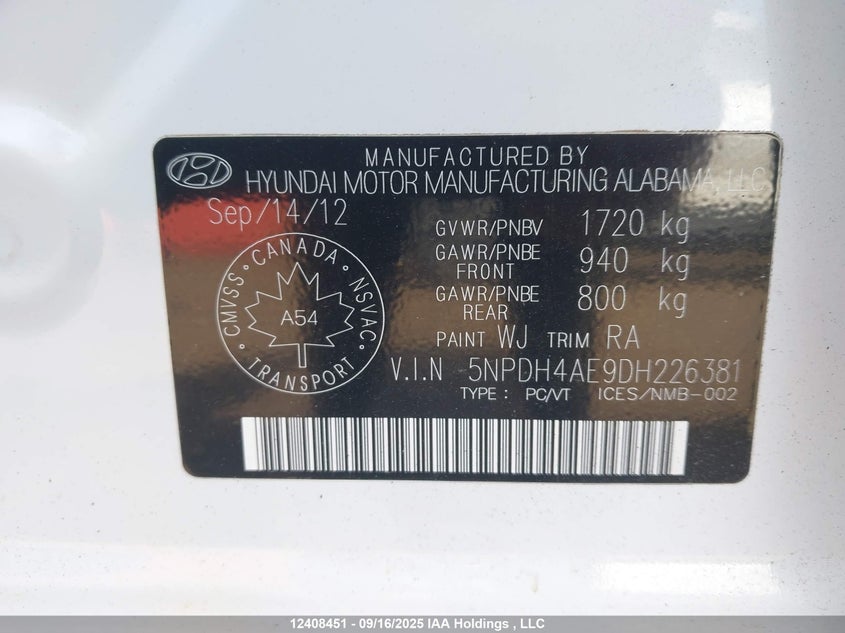 MANUFACTURED BY
HYUNDAI MOTOR MANUFACTURING ALABAMA, LLC
Sep/14/12
GVWR/PNBV 1720 kg
GAWR/PNBE FRONT 940 kg
GAWR/PNBE REAR 800 kg
CANADA
CMVSS
NSVAC
A54
TRANSPORT
PAINT WJ TRIM RA
V.I.N 5NPDH4AE9DH226381
TYPE : PC/VT ICES/NMB-002
12408451 - 09/16/2025 IAA Holdings , LLC